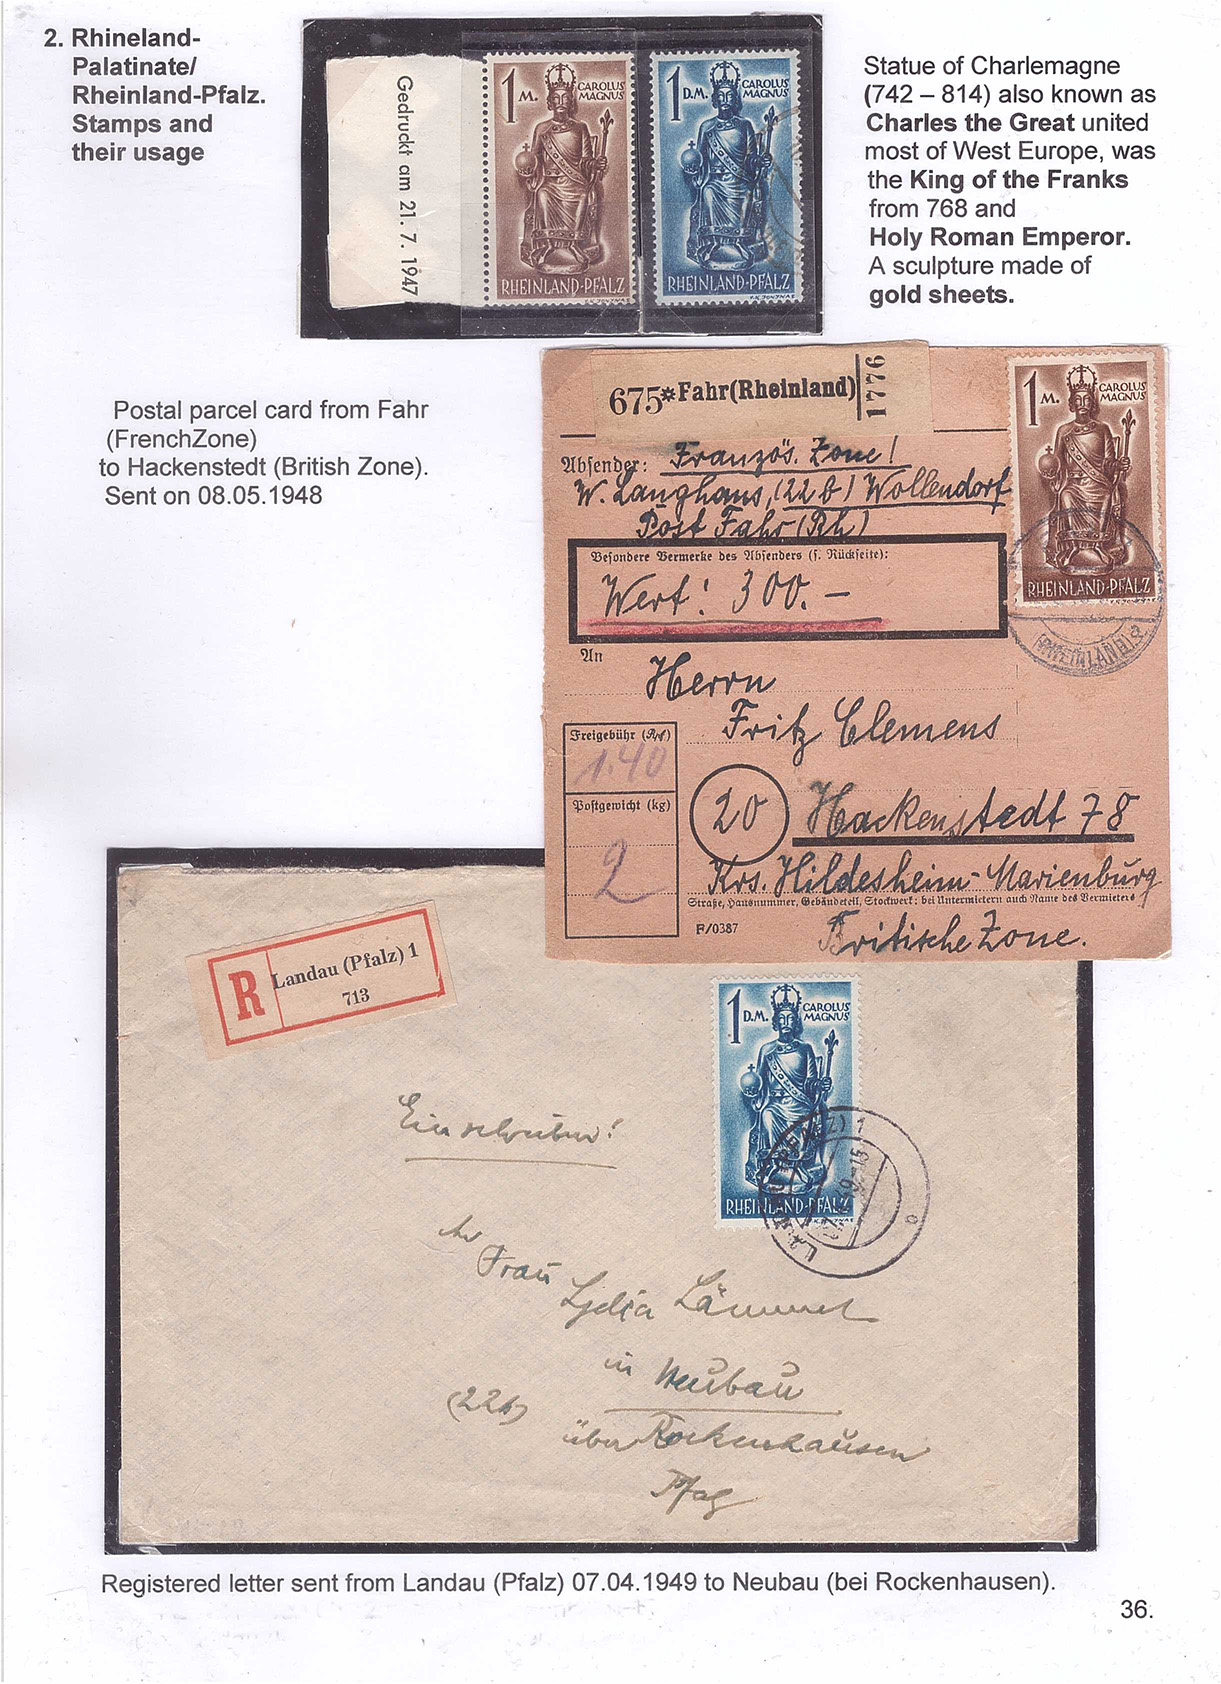 2. Rhineland-
Palatinate/
Rheinland-Pfalz.
Stamps and
their usage
Gedruckt am 21. 7. 1947
1 M. CAROLUS
MAGNUS
RHEINLAND-PFALZ
1 D.M. CAROLUS
MAGNUS
RHEINLAND-PFALZ
Statue of Charlemagne
(742 – 814) also known as
Charles the Great united
most of West Europe, was
the King of the Franks
from 768 and
Holy Roman Emperor.
A sculpture made of
gold sheets.
Postal parcel card from Fahr
(FrenchZone)
to Hackenstedt (British Zone).
Sent on 08.05.1948
675*Fahr(Rheinland) 1776
1 M. CAROLUS
MAGNUS
RHEINLAND-PFALZ
(RHEINLAND)
Französ. Zone!
Absender:
W. Langhaus, (22b) Wollendorf
Post Fahr (Rh)
Besondere Vermerke des Absenders (s. Rückseite):
Wert: 300.–
An
Herrn
Fritz Clemens
Freigebühr (Rpf)
1.40
Postgewicht (kg)
2
20 Hackenstedt 78
Krs. Hildesheim-Marienburg
Straße, Hausnummer, Gebäudeteil, Stockwerk: bei Untermietern auch Name des Vermieters
F/0387
Britische Zone.
R Landau (Pfalz) 1
713
1 D.M. CAROLUS
MAGNUS
RHEINLAND-PFALZ
Einschreiben!
An
Frau
Lydia Lämmel
in Neubau
(22b)
über Rockenhausen
Pfalz
Registered letter sent from Landau (Pfalz) 07.04.1949 to Neubau (bei Rockenhausen).
36.